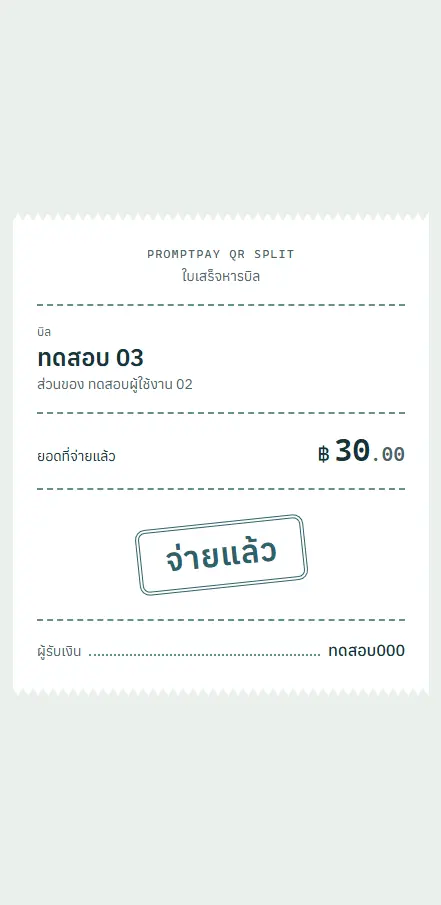 PROMPTPAY QR SPLIT
ใบเสร็จหารบิล
บิล
ทดสอบ 03
ส่วนของ ทดสอบผู้ใช้งาน 02
ยอดที่จ่ายแล้ว ฿ 30.00
จ่ายแล้ว
ผู้รับเงิน ทดสอบ000